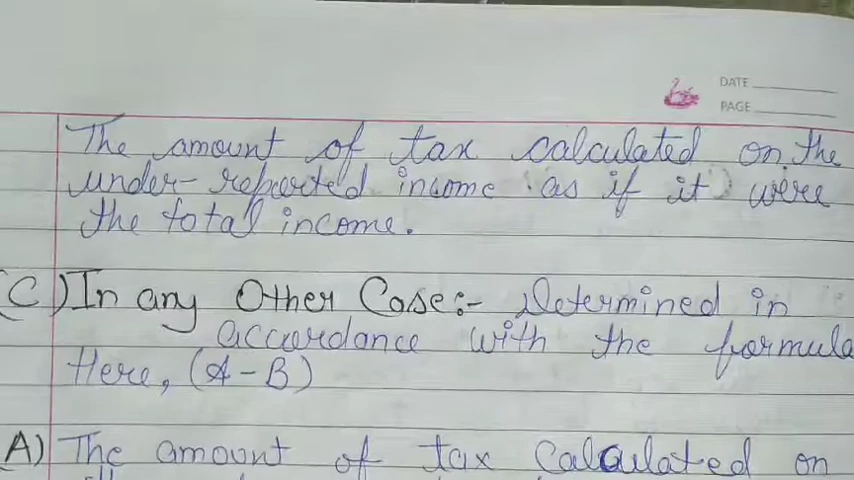 DATE
PAGE
The amount of tax calculated on the
under-reported income as if it were
the total income.
(C) In any Other Case:- Determined in
accordance with the formula
Here, (A-B)
A) The amount of tax Calculated on